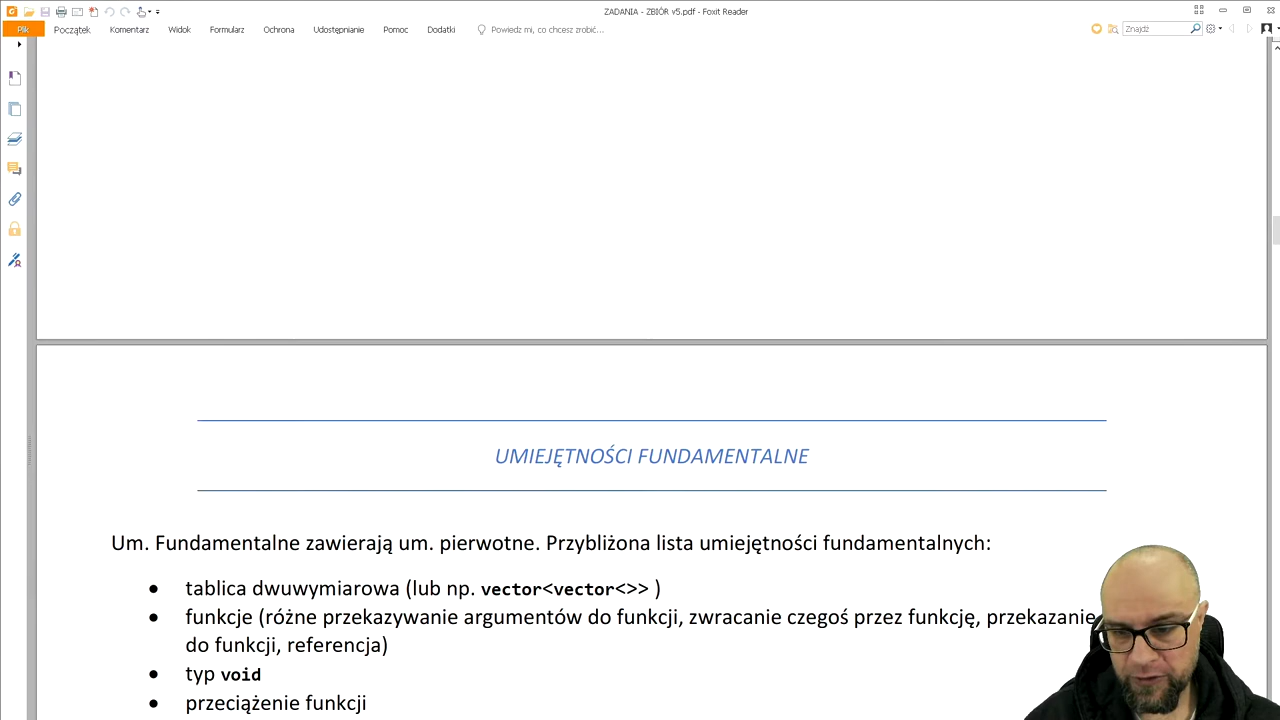 ZADANIA - ZBIÓR v5.pdf - Foxit Reader
Plik Początek Komentarz Widok Formularz Ochrona Udostępnianie Pomoc Dodatki Powiedz mi, co chcesz zrobić... Znajdź
UMIEJĘTNOŚCI FUNDAMENTALNE
Um. Fundamentalne zawierają um. pierwotne. Przybliżona lista umiejętności fundamentalnych:
• tablica dwuwymiarowa (lub np. vector<vector<>> )
• funkcje (różne przekazywanie argumentów do funkcji, zwracanie czegoś przez funkcję, przekazanie
do funkcji, referencja)
• typ void
• przeciążenie funkcji